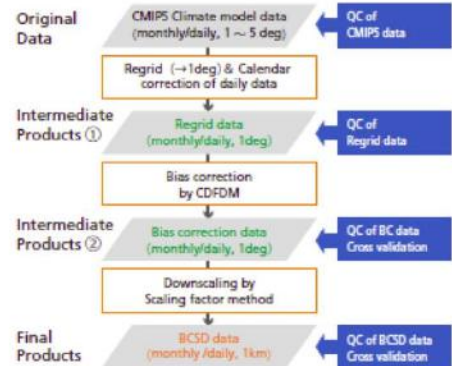 Original
Data
CMIP5 Climate model data
(monthly/daily, 1～5 deg)
QC of
CMIP5 data
Regrid (→1deg) & Calendar
correction of daily data
Intermediate
Products ①
Regrid data
(monthly/daily, 1deg)
QC of
Regrid data
Bias correction
by CDFDM
Intermediate
Products ②
Bias correction data
(monthly/daily, 1deg)
QC of BC data
Cross validation
Downscaling by
Scaling factor method
Final
Products
BCSD data
(monthly /daily, 1km)
QC of BCSD data
Cross validation